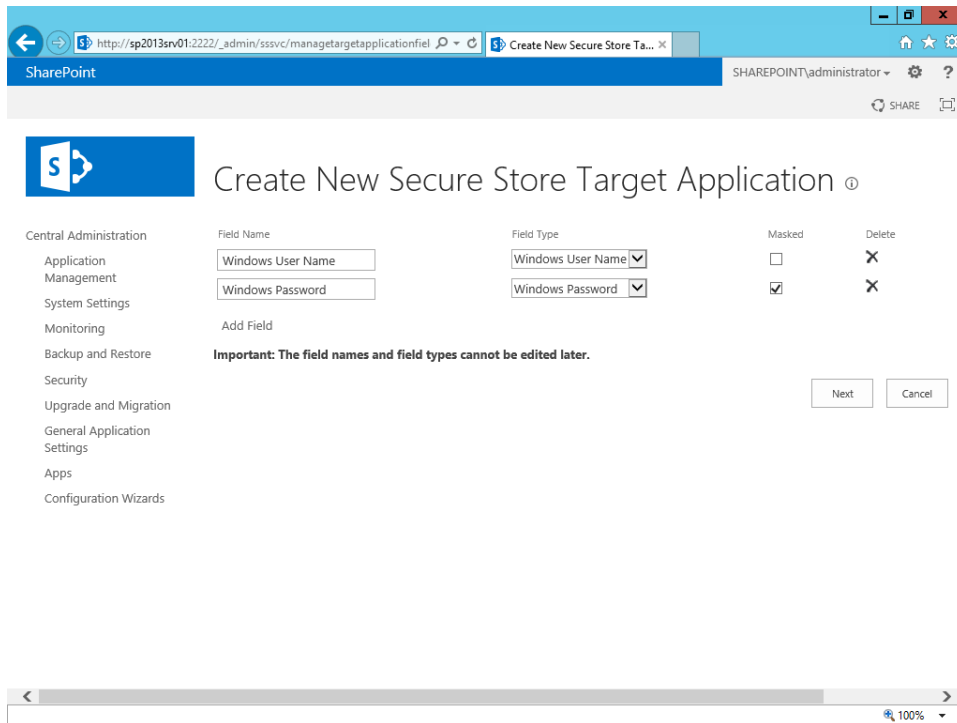 http://sp2013srv01:2222/_admin/sssvc/managetargetapplicationfiel
Create New Secure Store Ta...
SharePoint
SHAREPOINT\administrator
?
SHARE
S
Create New Secure Store Target Application
Central Administration
Application Management
System Settings
Monitoring
Backup and Restore
Security
Upgrade and Migration
General Application Settings
Apps
Configuration Wizards
Field Name Field Type Masked Delete
Windows User Name Windows User Name
Windows Password Windows Password
Add Field
Important: The field names and field types cannot be edited later.
Next Cancel
100%